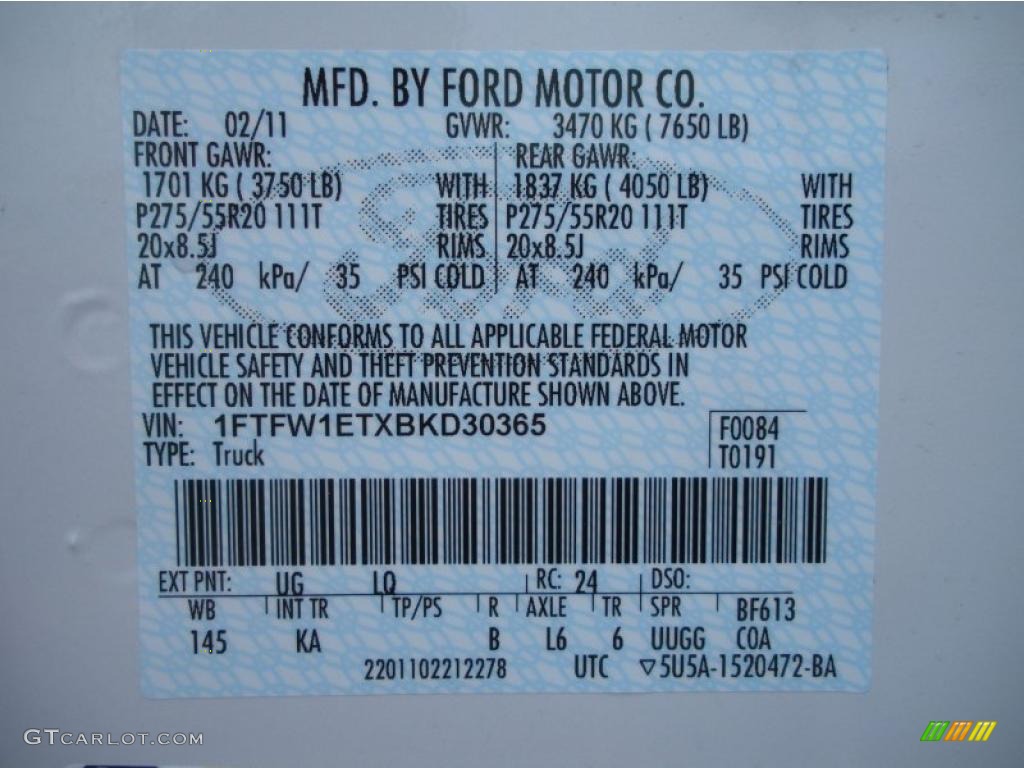 MFD. BY FORD MOTOR CO.
DATE: 02/11 GVWR: 3470 KG ( 7650 LB)
FRONT GAWR: REAR GAWR:
1701 KG ( 3750 LB) WITH 1837 KG ( 4050 LB) WITH
P275/55R20 111T TIRES P275/55R20 111T TIRES
20x8.5J RIMS 20x8.5J RIMS
AT 240 kPa/ 35 PSI COLD AT 240 kPa/ 35 PSI COLD
THIS VEHICLE CONFORMS TO ALL APPLICABLE FEDERAL MOTOR
VEHICLE SAFETY AND THEFT PREVENTION STANDARDS IN
EFFECT ON THE DATE OF MANUFACTURE SHOWN ABOVE.
VIN: 1FTFW1ETXBKD30365 F0084
TYPE: Truck T0191
EXT PNT: UG LQ RC: 24 DSO:
WB INT TR TP/PS R AXLE TR SPR BF613
145 KA B L6 6 UUGG COA
2201102212278 UTC ▽5U5A-1520472-BA
Ford
GTCARLOT.COM